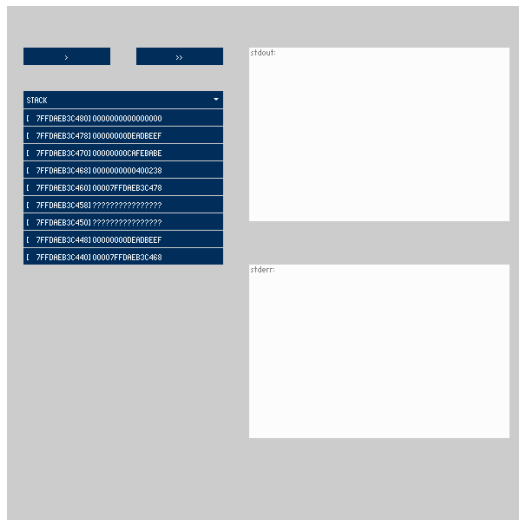 >
>>
stdout:
STACK
[ 7FFDAEB3C480] 0000000000000000
[ 7FFDAEB3C478] 00000000DEADBEEF
[ 7FFDAEB3C470] 00000000CAFEBABE
[ 7FFDAEB3C468] 0000000000400238
[ 7FFDAEB3C460] 00007FFDAEB3C478
[ 7FFDAEB3C458] ????????????????
[ 7FFDAEB3C450] ????????????????
[ 7FFDAEB3C448] 00000000DEADBEEF
[ 7FFDAEB3C440] 00007FFDAEB3C468
stderr: